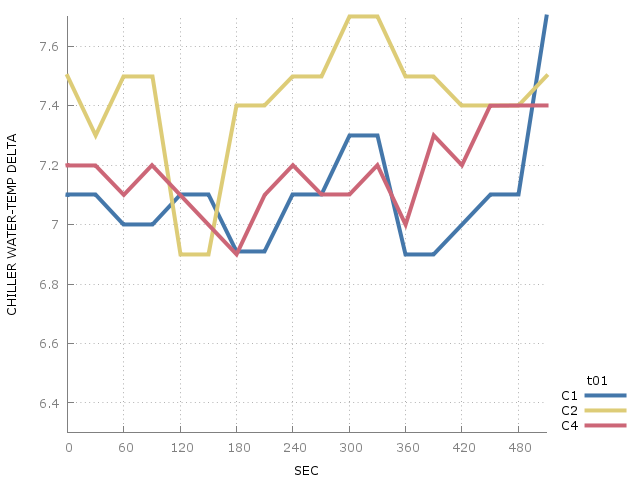 CHILLER WATER-TEMP DELTA
7.6
7.4
7.2
7
6.8
6.6
6.4
0 60 120 180 240 300 360 420 480
SEC
t01
C1
C2
C4